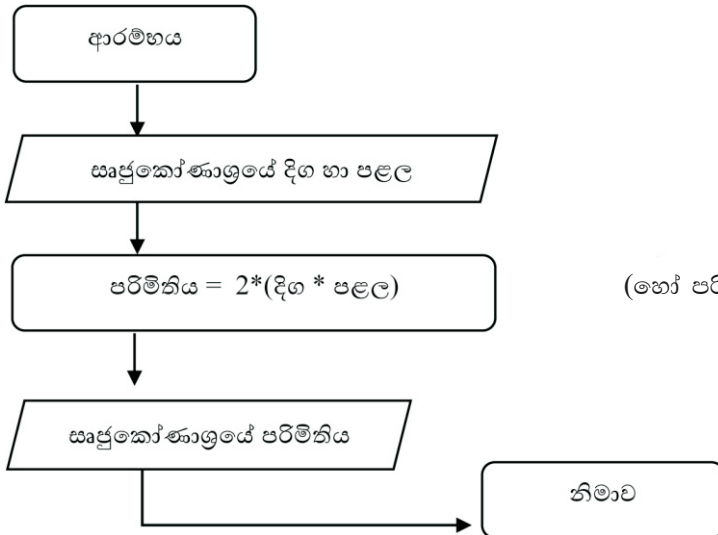 ආරම්භය
සෘජුකෝණාශ්‍රයේ දිග හා පළල
පරිමිතිය = 2*(දිග * පළල) (හෝ පරි
සෘජුකෝණාශ්‍රයේ පරිමිතිය
නිමාව